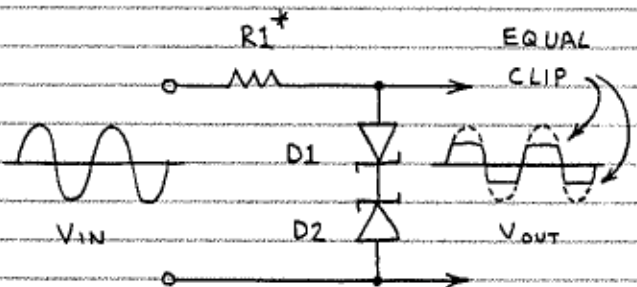 R1*
EQUAL
CLIP
D1
D2
VIN
VOUT